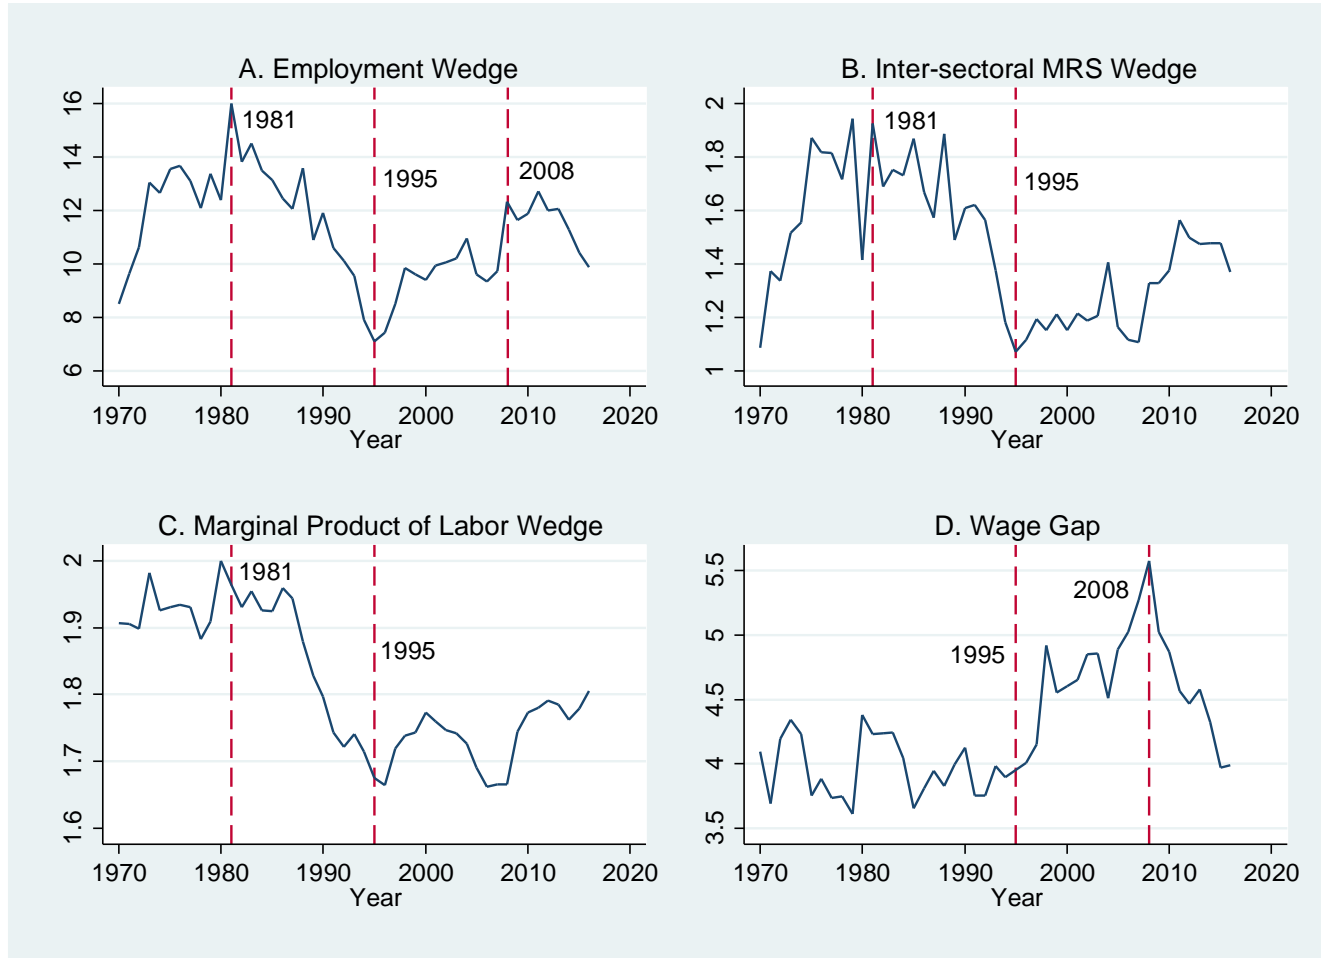 A. Employment Wedge
16
14
12
10
8
6
1981
1995
2008
1970 1980 1990 2000 2010 2020
Year
B. Inter-sectoral MRS Wedge
2
1.8
1.6
1.4
1.2
1
1981
1995
1970 1980 1990 2000 2010 2020
Year
C. Marginal Product of Labor Wedge
2
1.9
1.8
1.7
1.6
1981
1995
1970 1980 1990 2000 2010 2020
Year
D. Wage Gap
5.5
5
4.5
4
3.5
2008
1995
1970 1980 1990 2000 2010 2020
Year